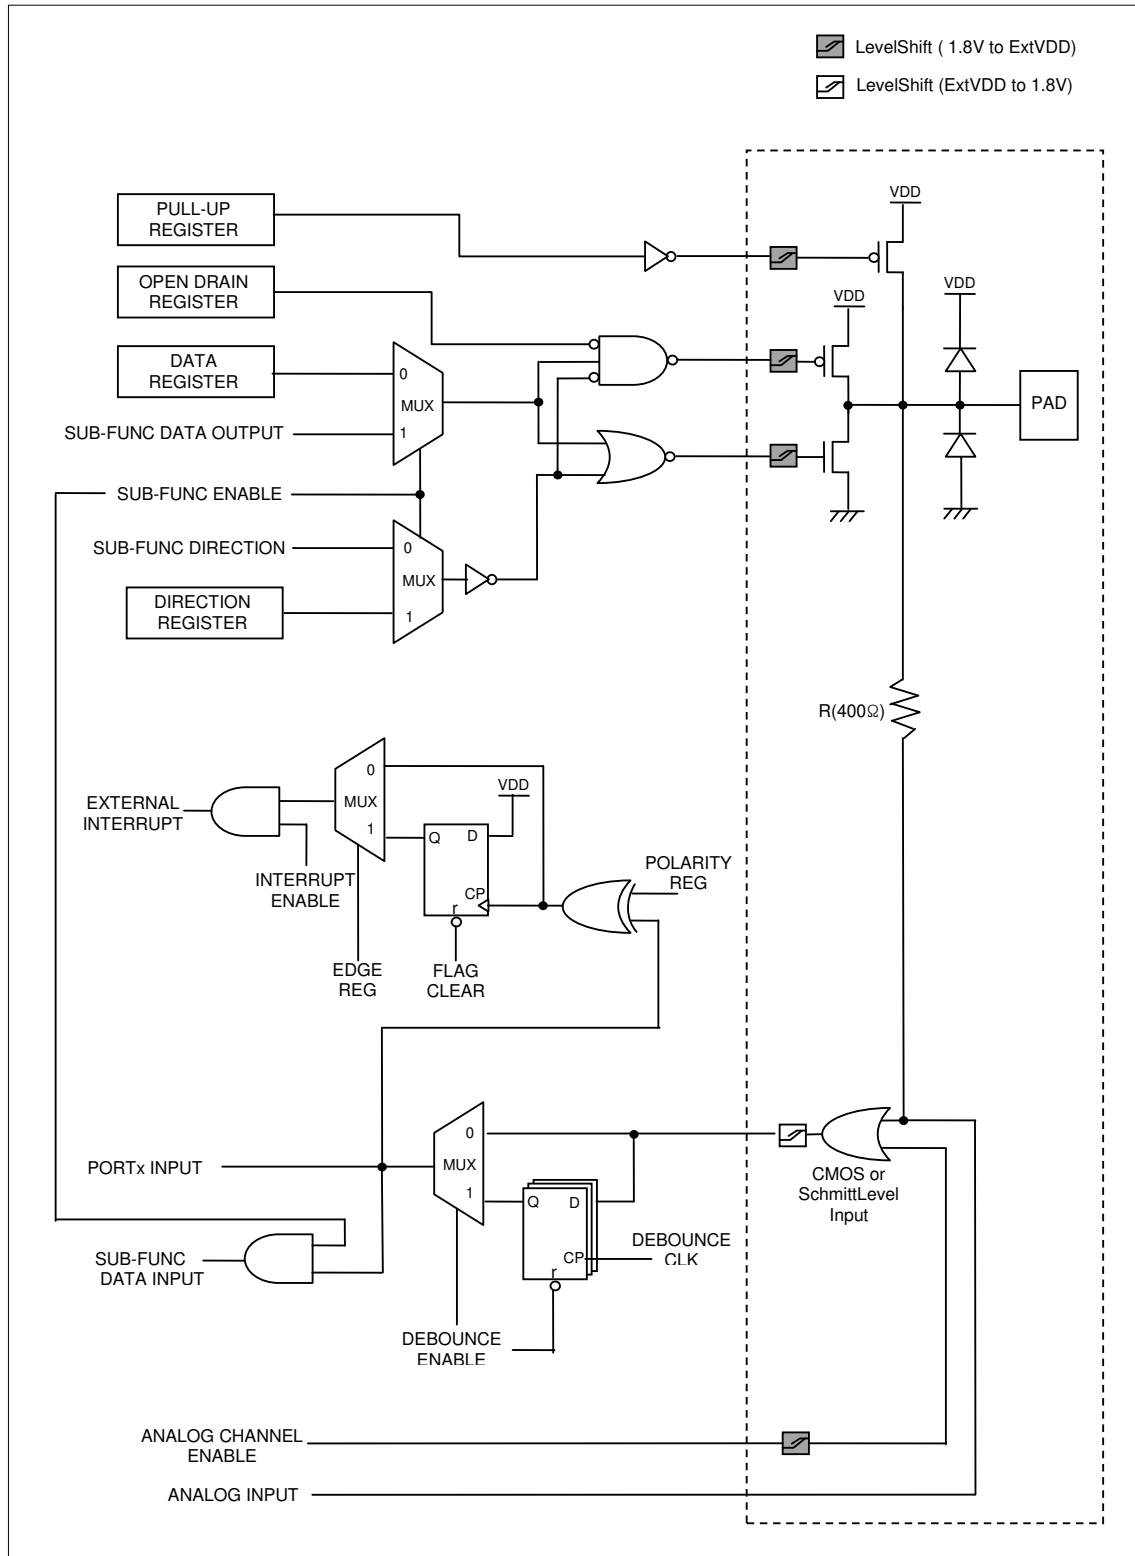 LevelShift ( 1.8V to ExtVDD)
LevelShift (ExtVDD to 1.8V)
VDD
PULL-UP
REGISTER
OPEN DRAIN
REGISTER
VDD
VDD
DATA
REGISTER
0
MUX
1
PAD
SUB-FUNC DATA OUTPUT
SUB-FUNC ENABLE
SUB-FUNC DIRECTION
0
MUX
1
DIRECTION
REGISTER
R(400Ω)
EXTERNAL
INTERRUPT
0
MUX
1
VDD
Q
D
CP
r
POLARITY
REG
INTERRUPT
ENABLE
EDGE
REG
FLAG
CLEAR
PORTx INPUT
0
MUX
1
Q
D
CP
r
CMOS or
SchmittLevel
Input
DEBOUNCE
CLK
SUB-FUNC
DATA INPUT
DEBOUNCE
ENABLE
ANALOG CHANNEL
ENABLE
ANALOG INPUT